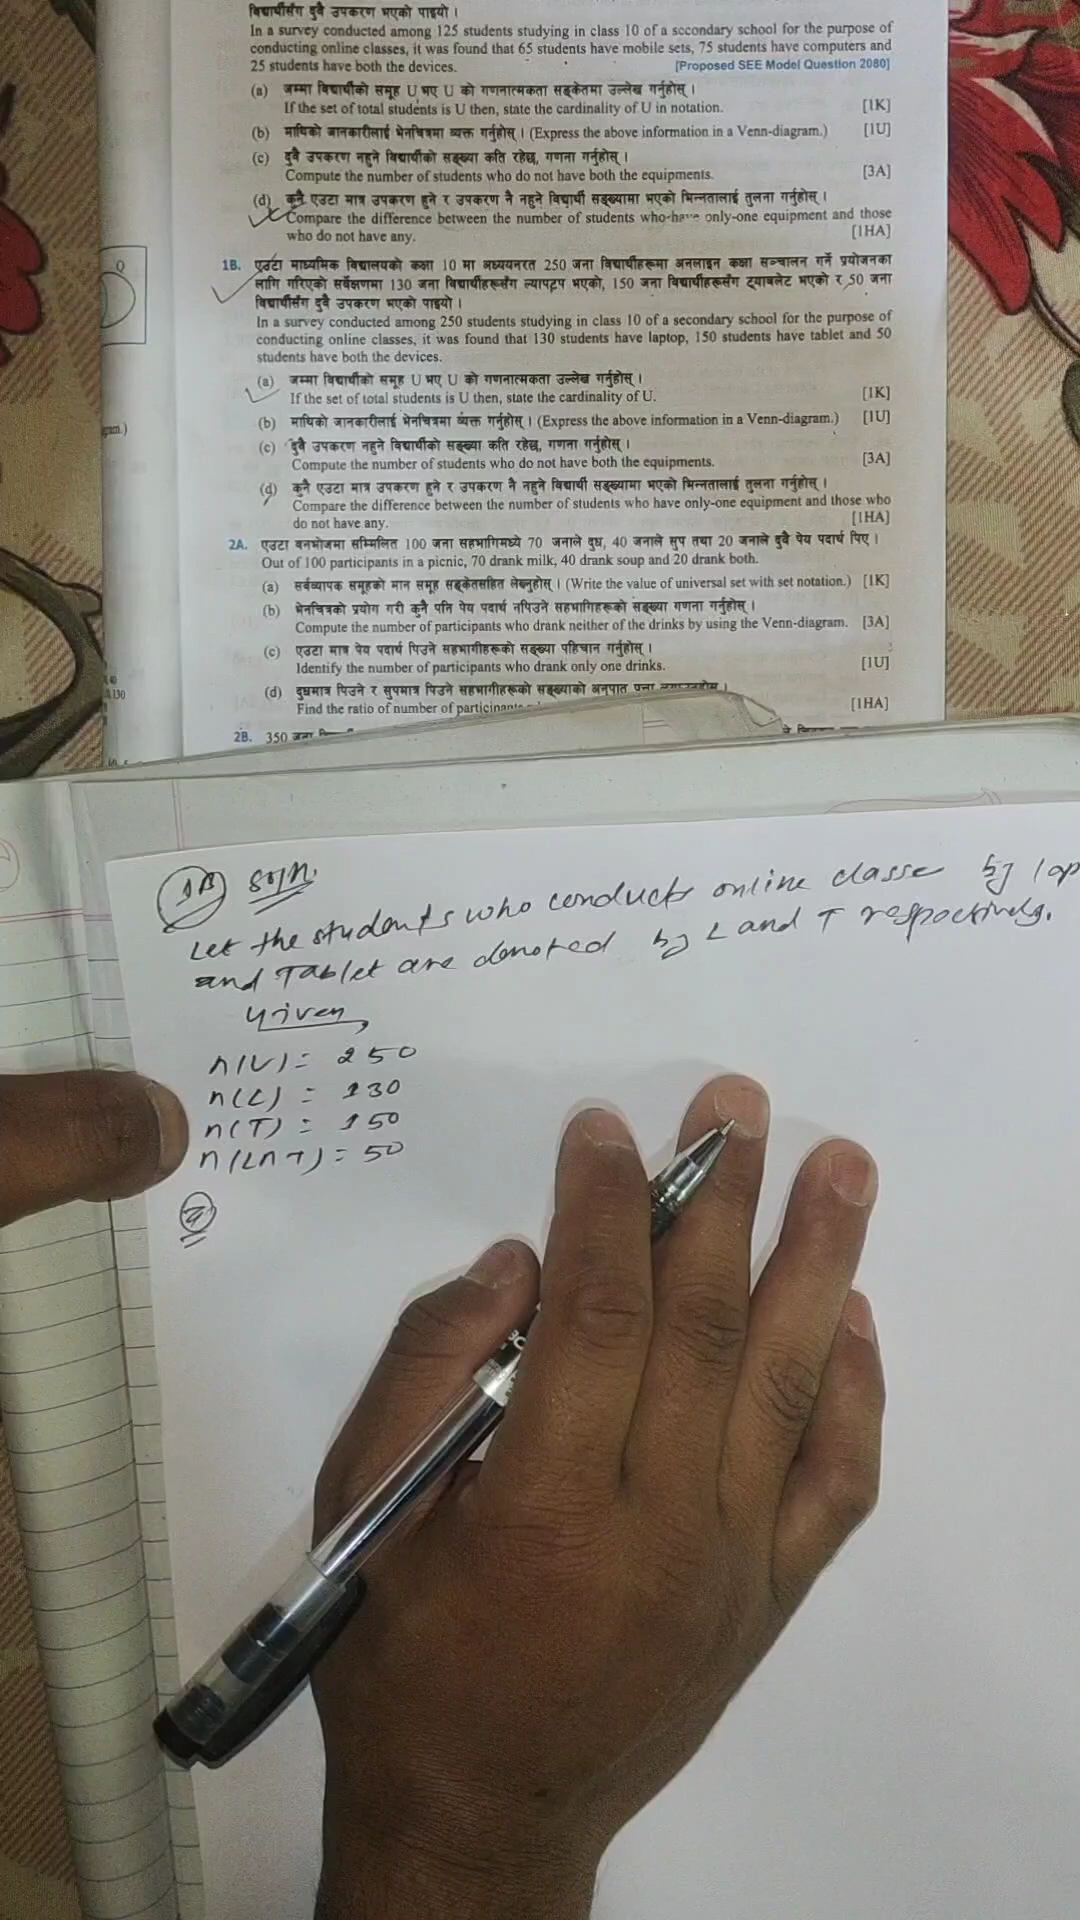 विद्यार्थीसँग दुवै उपकरण भएको पाइयो ।
In a survey conducted among 125 students studying in class 10 of a secondary school for the purpose of
conducting online classes, it was found that 65 students have mobile sets, 75 students have computers and
25 students have both the devices. [Proposed SEE Model Question 2080]
(a) जम्मा विद्यार्थीको समूह U भए U को गणनात्मकता सङ्केतमा उल्लेख गर्नुहोस् ।
If the set of total students is U then, state the cardinality of U in notation. [1K]
(b) माथिको जानकारीलाई भेनचित्रमा व्यक्त गर्नुहोस् । (Express the above information in a Venn-diagram.) [1U]
(c) दुवै उपकरण नहुने विद्यार्थीको सङ्ख्या कति रहेछ, गणना गर्नुहोस् ।
Compute the number of students who do not have both the equipments. [3A]
(d) कुनै एउटा मात्र उपकरण हुने र उपकरण नै नहुने विद्यार्थी सङ्ख्यामा भएको भिन्नतालाई तुलना गर्नुहोस् ।
Compare the difference between the number of students who have only-one equipment and those
who do not have any. [1HA]
1B. एउटा माध्यमिक विद्यालयको कक्षा 10 मा अध्ययनरत 250 जना विद्यार्थीहरूमा अनलाइन कक्षा सञ्चालन गर्ने प्रयोजनका
लागि गरिएको सर्वेक्षणमा 130 जना विद्यार्थीहरूसँग ल्यापटप भएको, 150 जना विद्यार्थीहरूसँग ट्याबलेट भएको र 50 जना
विद्यार्थीसँग दुवै उपकरण भएको पाइयो ।
In a survey conducted among 250 students studying in class 10 of a secondary school for the purpose of
conducting online classes, it was found that 130 students have laptop, 150 students have tablet and 50
students have both the devices.
(a) जम्मा विद्यार्थीको समूह U भए U को गणनात्मकता उल्लेख गर्नुहोस् ।
If the set of total students is U then, state the cardinality of U. [1K]
(b) माथिको जानकारीलाई भेनचित्रमा व्यक्त गर्नुहोस् । (Express the above information in a Venn-diagram.) [1U]
(c) दुवै उपकरण नहुने विद्यार्थीको सङ्ख्या कति रहेछ, गणना गर्नुहोस् ।
Compute the number of students who do not have both the equipments. [3A]
(d) कुनै एउटा मात्र उपकरण हुने र उपकरण नै नहुने विद्यार्थी सङ्ख्यामा भएको भिन्नतालाई तुलना गर्नुहोस् ।
Compare the difference between the number of students who have only-one equipment and those who
do not have any. [1HA]
2A. एउटा वनभोजमा सम्मिलित 100 जना सहभागिमध्ये 70 जनाले दुध, 40 जनाले सुप तथा 20 जनाले दुवै पेय पदार्थ पिए ।
Out of 100 participants in a picnic, 70 drank milk, 40 drank soup and 20 drank both.
(a) सर्वव्यापक समूहको मान समूह सङ्केतसहित लेख्नुहोस् । (Write the value of universal set with set notation.) [1K]
(b) भेनचित्रको प्रयोग गरी कुनै पनि पेय पदार्थ नपिउने सहभागिहरूको सङ्ख्या गणना गर्नुहोस् ।
Compute the number of participants who drank neither of the drinks by using the Venn-diagram. [3A]
(c) एउटा मात्र पेय पदार्थ पिउने सहभागीहरूको सङ्ख्या पहिचान गर्नुहोस् ।
Identify the number of participants who drank only one drinks. [1U]
(d) दुधमात्र पिउने र सुपमात्र पिउने सहभागीहरूको सङ्ख्याको अनुपात पत्ता लगाउनुहोस् ।
Find the ratio of number of participants [1HA]
2B. 350 जना
Q
gram.)
130
1B Soln.
Let the students who conducts online classe by lap
and Tablet are denoted by L and T respectively.
Given,
n(U) = 250
n(L) = 130
n(T) = 150
n(L∩T) = 50
a